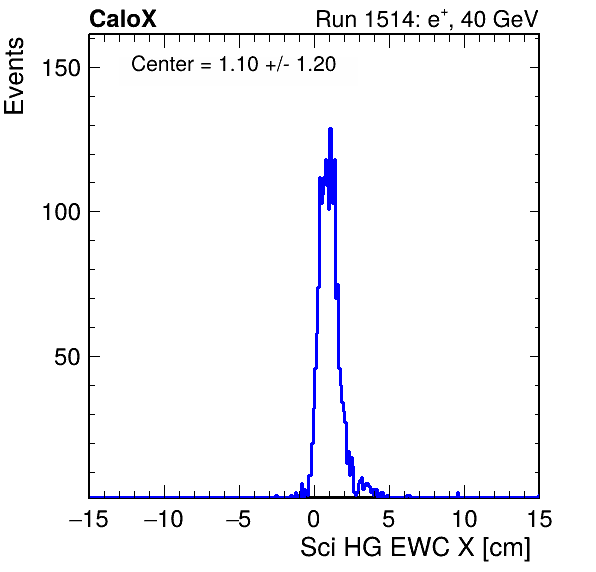 CaloX
Run 1514: e⁺, 40 GeV
Events
Center = 1.10 +/- 1.20
150
100
50
−15 −10 −5 0 5 10 15
Sci HG EWC X [cm]